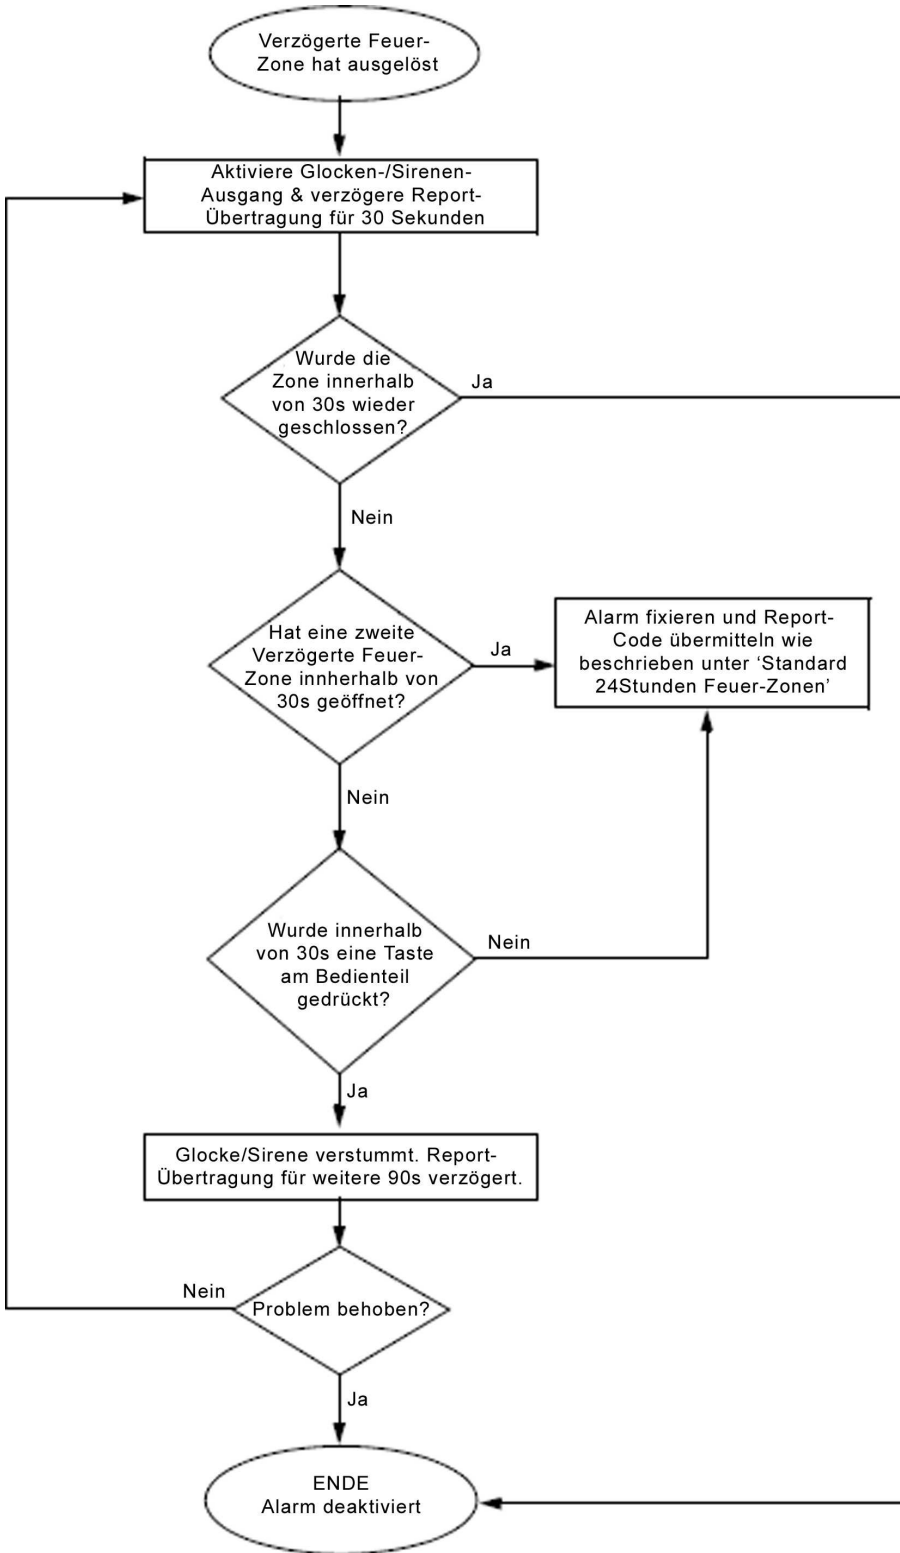 Verzögerte Feuer-
Zone hat ausgelöst
Aktiviere Glocken-/Sirenen-
Ausgang & verzögere Report-
Übertragung für 30 Sekunden
Wurde die
Zone innerhalb
von 30s wieder
geschlossen?
Ja
Nein
Hat eine zweite
Verzögerte Feuer-
Zone innherhalb von
30s geöffnet?
Ja
Alarm fixieren und Report-
Code übermitteln wie
beschrieben unter ‘Standard
24Stunden Feuer-Zonen’
Nein
Wurde innerhalb
von 30s eine Taste
am Bedienteil
gedrückt?
Nein
Ja
Glocke/Sirene verstummt. Report-
Übertragung für weitere 90s verzögert.
Nein
Problem behoben?
Ja
ENDE
Alarm deaktiviert